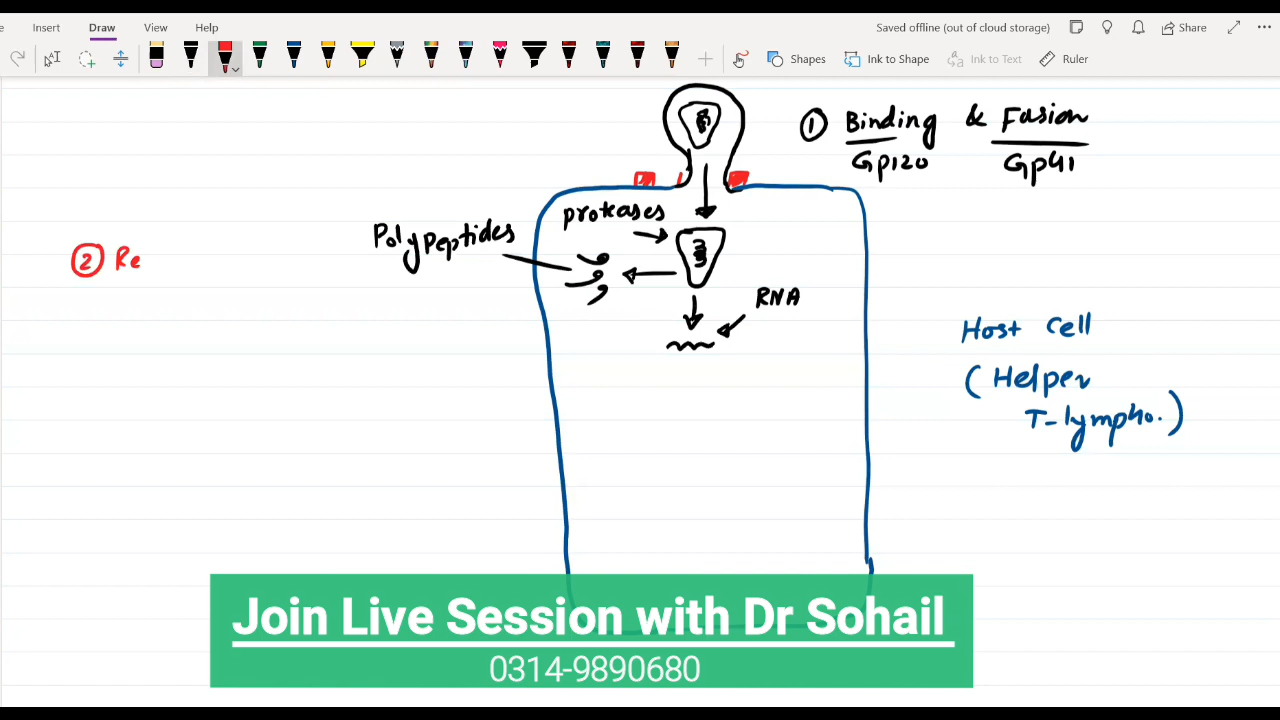 Insert Draw View Help
Saved offline (out of cloud storage)
Share
Shapes
Ink to Shape
Ink to Text
Ruler
① Binding & Fusion
Gp120 Gp41
proteases
Polypeptides
② Re
RNA
Host Cell
(Helper
T-lympho.)
Join Live Session with Dr Sohail
0314-9890680